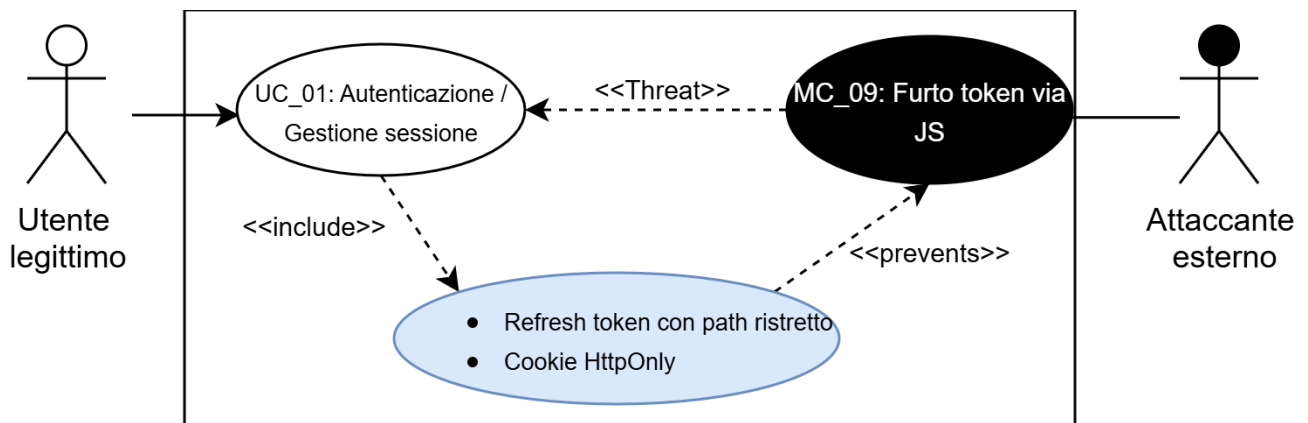 UC_01: Autenticazione /
Gestione sessione
<<Threat>>
MC_09: Furto token via
JS
Utente
legittimo
<<include>>
<<prevents>>
Attaccante
esterno
● Refresh token con path ristretto
● Cookie HttpOnly